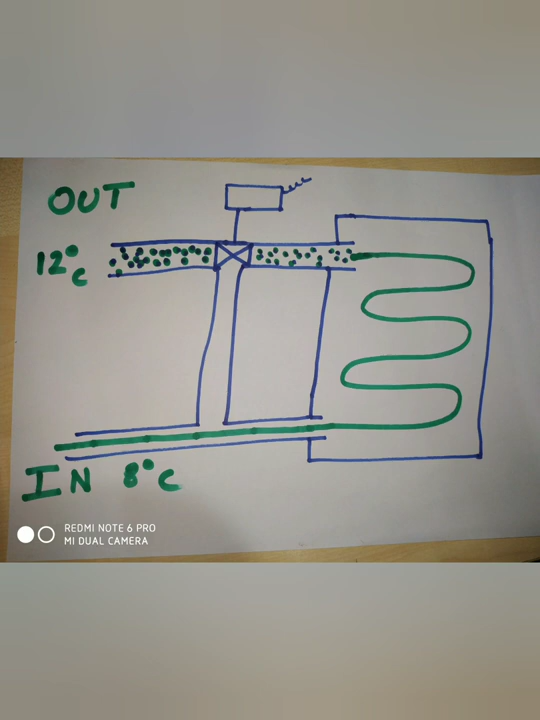 OUT
12°C
IN 8°C
REDMI NOTE 6 PRO
MI DUAL CAMERA